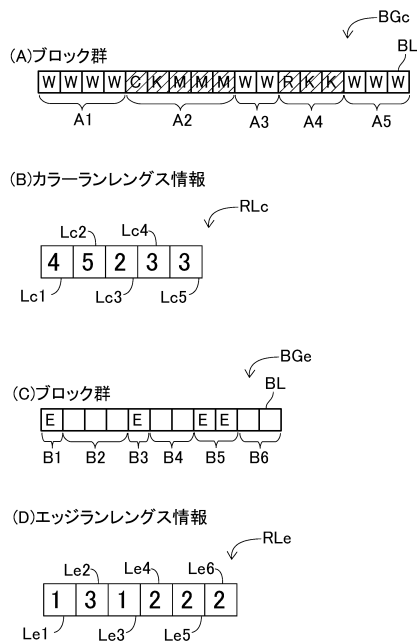 BGc
(A)ブロック群
BL
W W W W C K M M M W W R K K W W W
A1 A2 A3 A4 A5
(B)カラーランレングス情報
RLc
Lc2 Lc4
4 5 2 3 3
Lc1 Lc3 Lc5
BGe
(C)ブロック群
BL
E E E E
B1 B2 B3 B4 B5 B6
(D)エッジランレングス情報
RLe
Le2 Le4 Le6
1 3 1 2 2 2
Le1 Le3 Le5